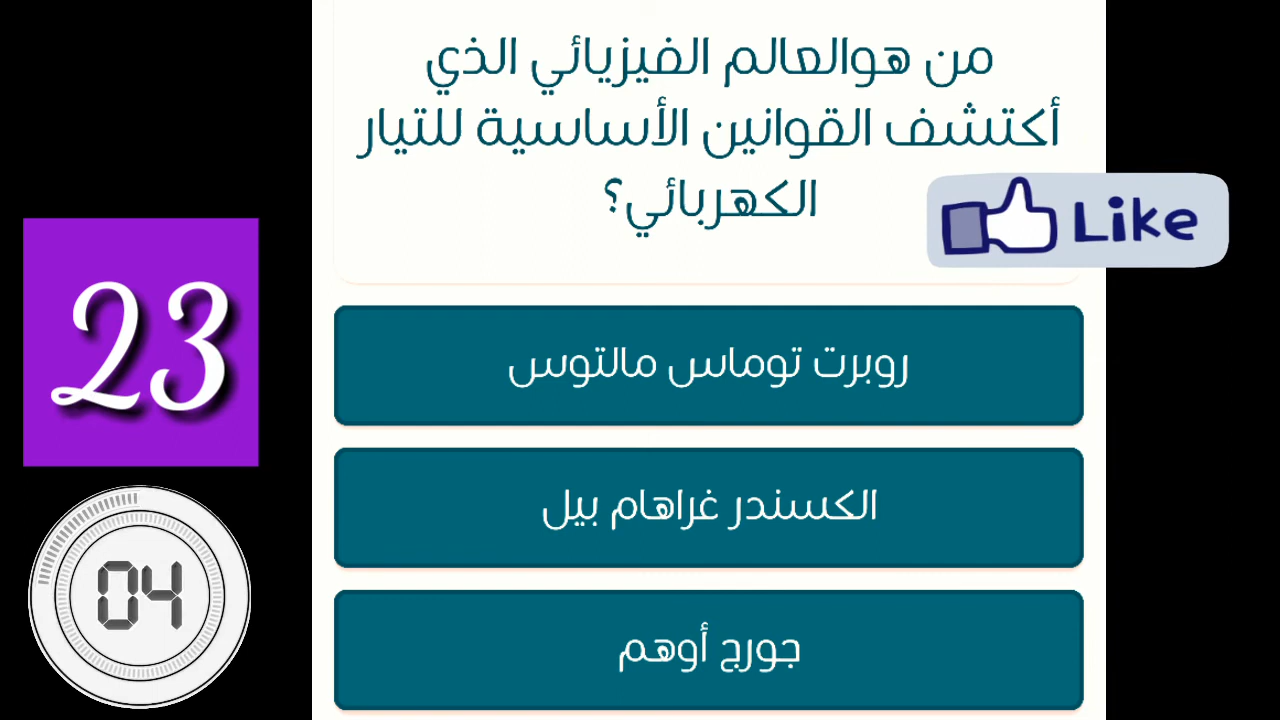 من هوالعالم الفيزيائي الذي
أكتشف القوانين الأساسية للتيار
الكهربائي؟
Like
23
روبرت توماس مالتوس
الكسندر غراهام بيل
04
جورج أوهم